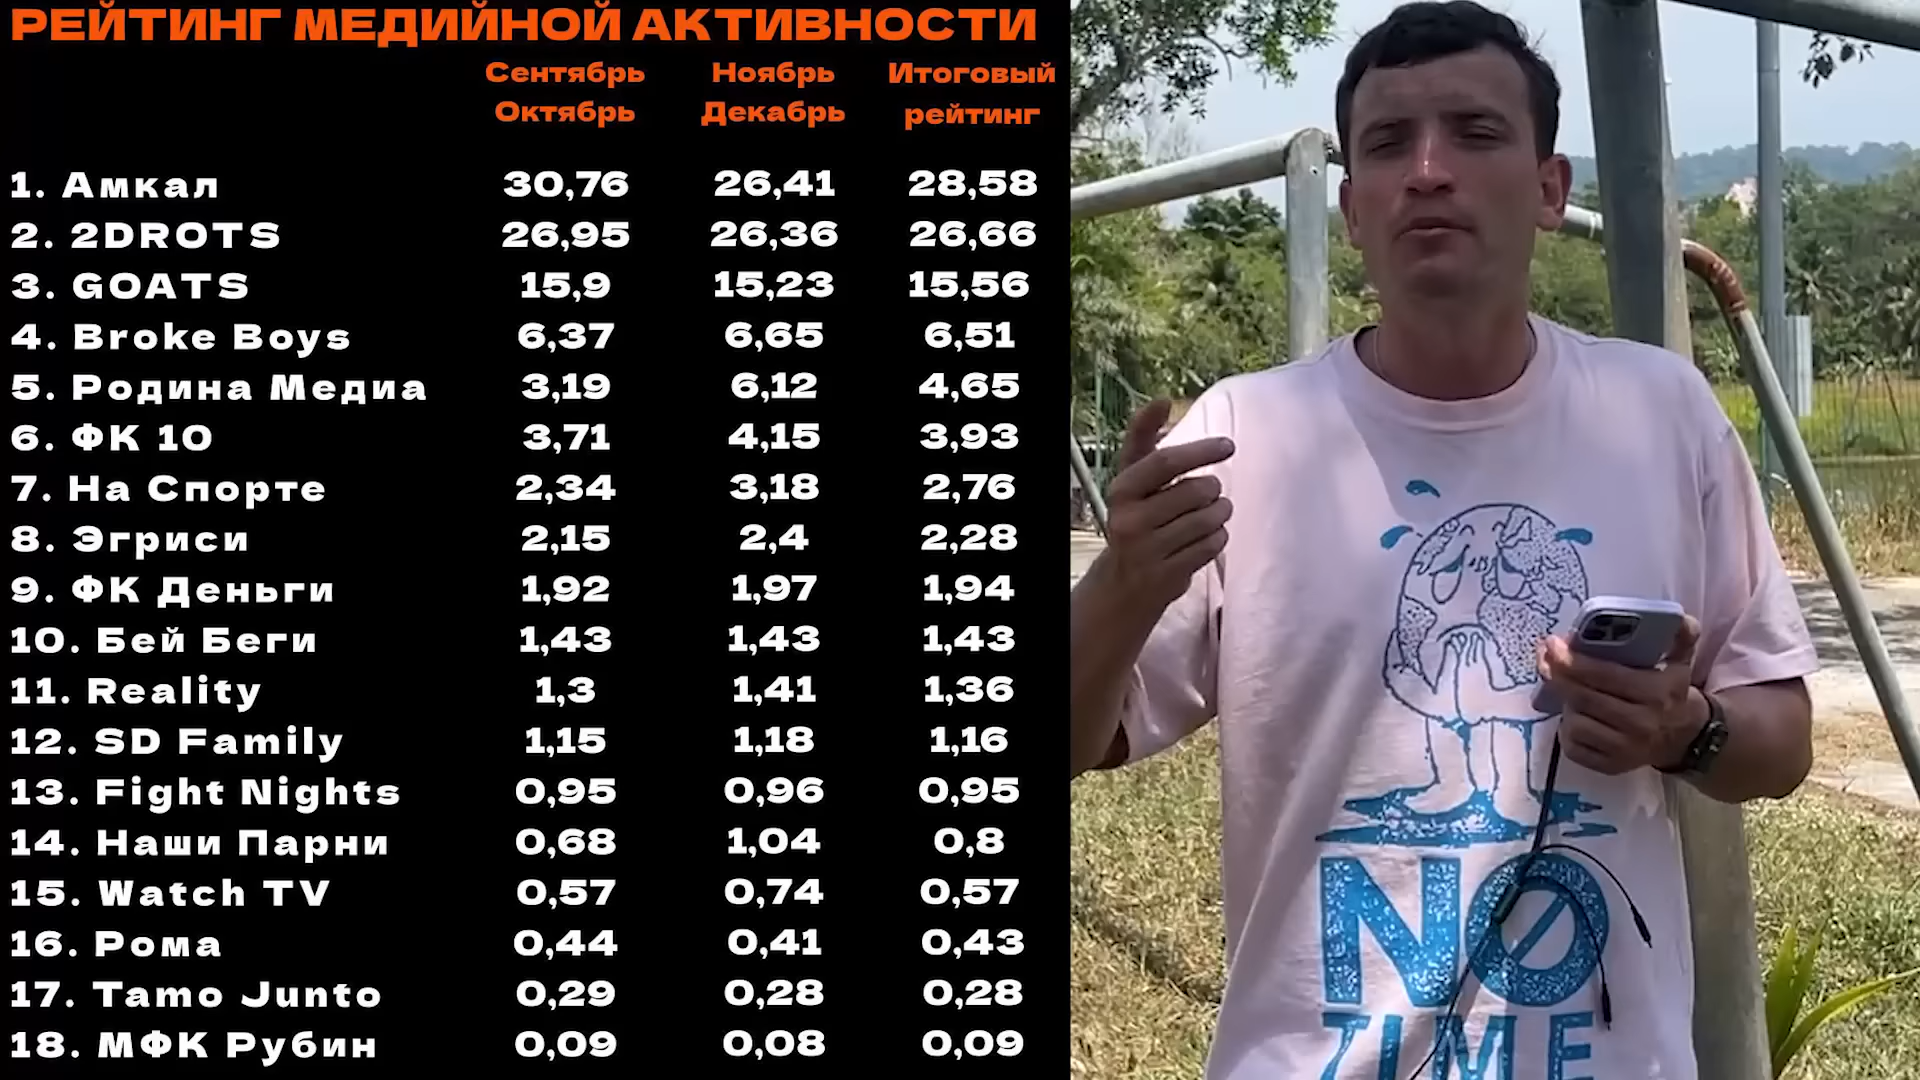 РЕЙТИНГ МЕДИЙНОЙ АКТИВНОСТИ
Сентябрь Ноябрь Итоговый
Октябрь Декабрь рейтинг
1. Амкал 30,76 26,41 28,58
2. 2DROTS 26,95 26,36 26,66
3. GOATS 15,9 15,23 15,56
4. Broke Boys 6,37 6,65 6,51
5. Родина Медиа 3,19 6,12 4,65
6. ФК 10 3,71 4,15 3,93
7. На Спорте 2,34 3,18 2,76
8. Эгриси 2,15 2,4 2,28
9. ФК Деньги 1,92 1,97 1,94
10. Бей Беги 1,43 1,43 1,43
11. Reality 1,3 1,41 1,36
12. SD Family 1,15 1,18 1,16
13. Fight Nights 0,95 0,96 0,95
14. Наши Парни 0,68 1,04 0,8
15. Watch TV 0,57 0,74 0,57
16. Рома 0,44 0,41 0,43
17. Tamo Junto 0,29 0,28 0,28
18. МФК Рубин 0,09 0,08 0,09
NO
TIME